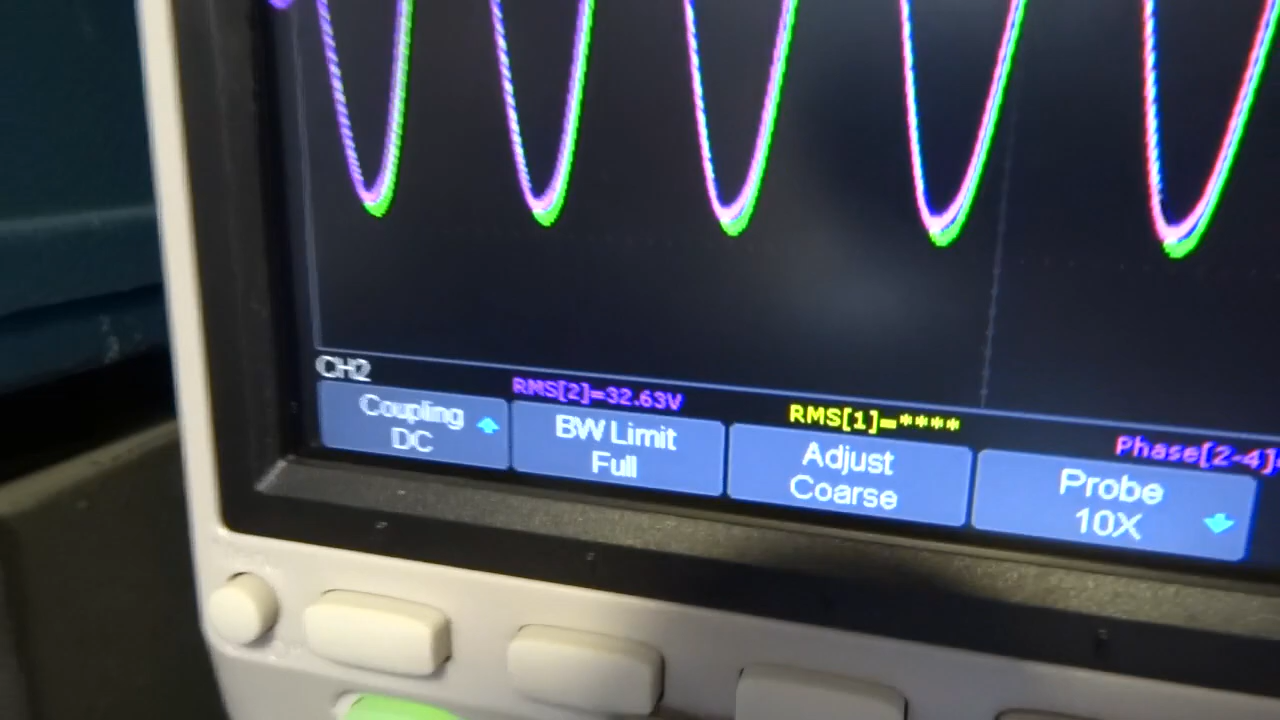 CH2
RMS[2]=32.63V
RMS[1]=****
Phase[2-4]
Coupling
DC
BW Limit
Full
Adjust
Coarse
Probe
10X